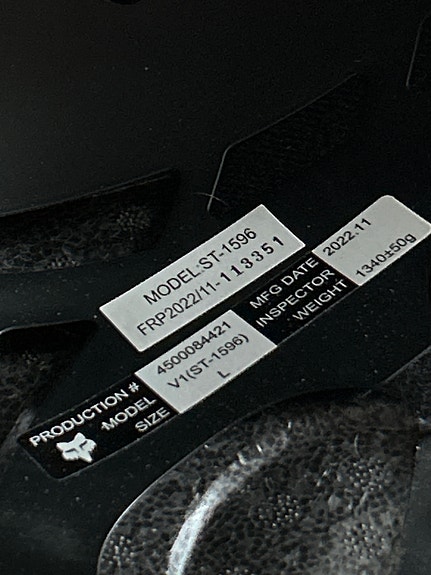 MODEL:ST-1596
FRP2022/11-113351
PRODUCTION # 4500084421
MODEL V1(ST-1596)
SIZE L
MFG DATE 2022.11
INSPECTOR
WEIGHT 1340±50g